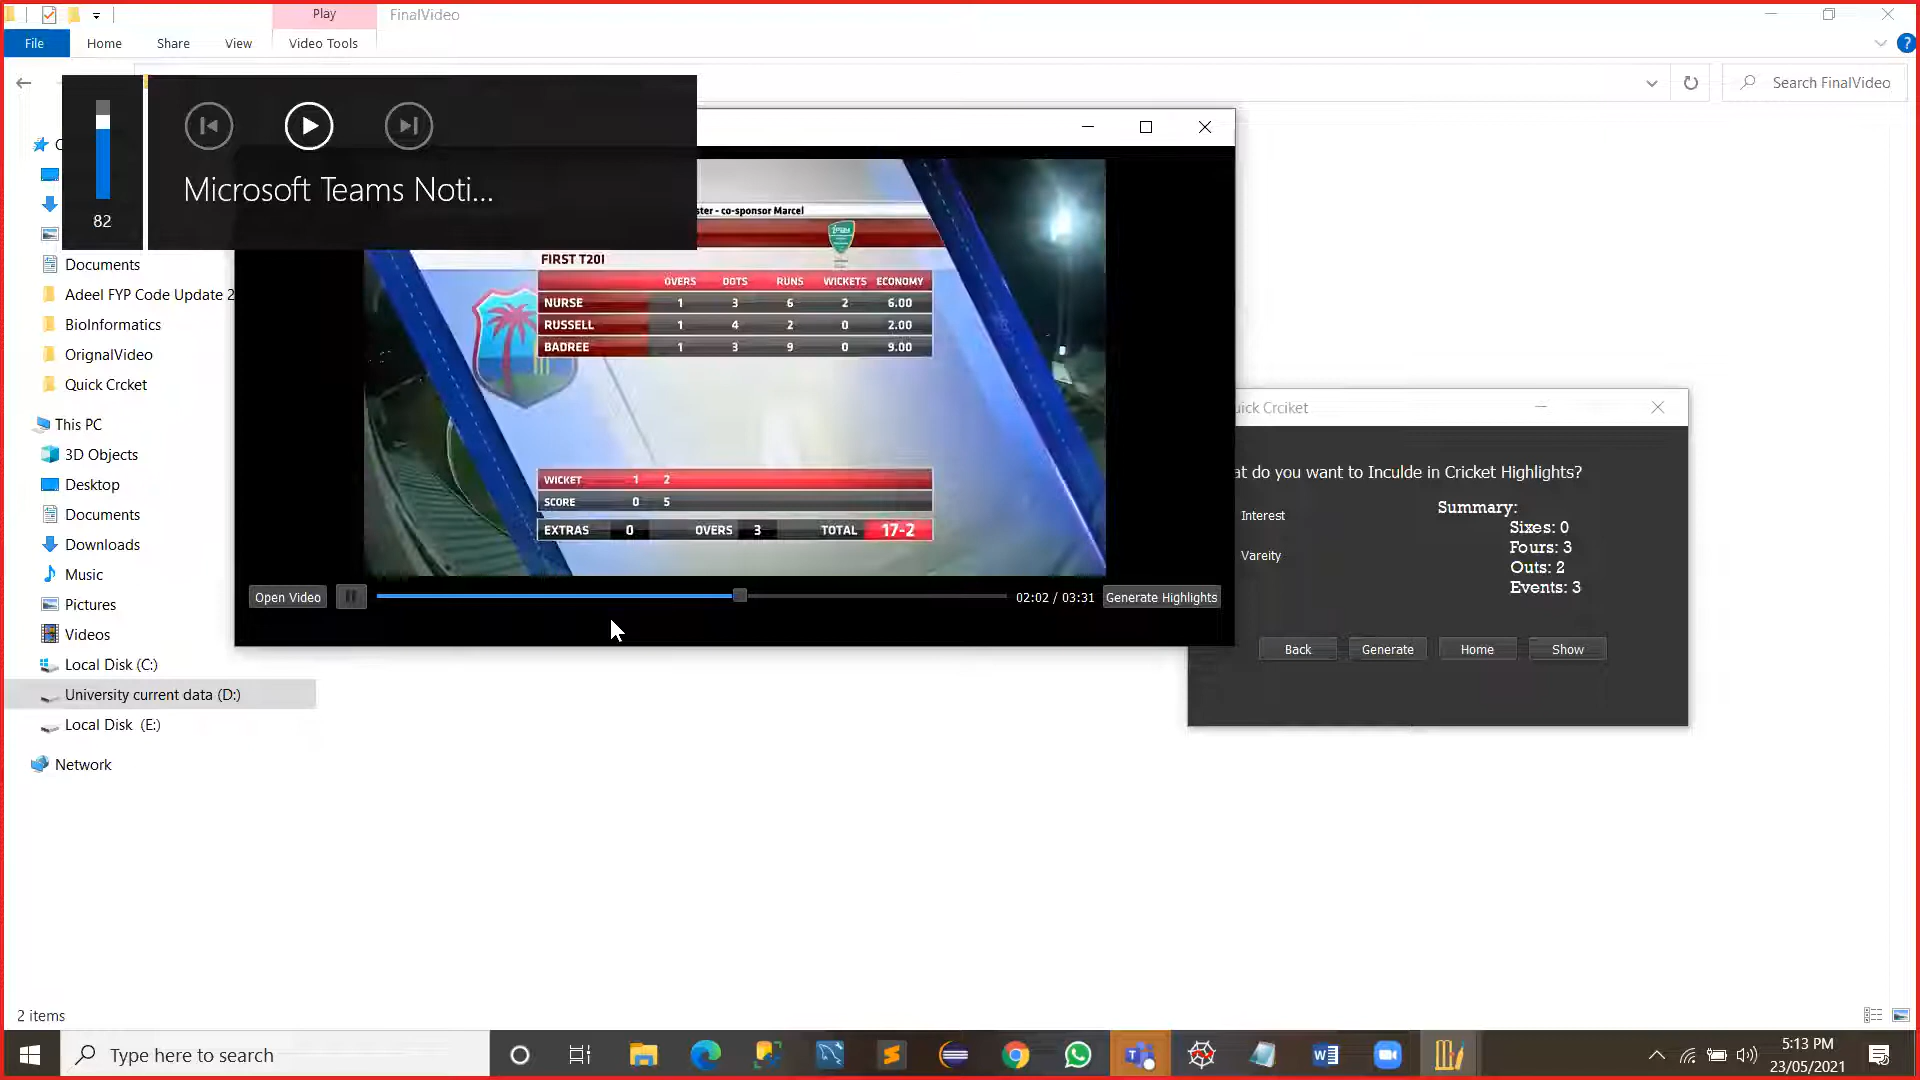 Play
FinalVideo
File
Home
Share
View
Video Tools
Search FinalVideo
82
Microsoft Teams Noti...
ster - co-sponsor Marcel
FIRST T20I
OVERS DOTS RUNS WICKETS ECONOMY
NURSE 1 3 6 2 6.00
RUSSELL 1 4 2 0 2.00
BADREE 1 3 9 0 9.00
WICKET 1 2
SCORE 0 5
EXTRAS 0 OVERS 3 TOTAL 17-2
Open Video
02:02 / 03:31
Generate Highlights
Documents
Adeel FYP Code Update 2
BioInformatics
OrignalVideo
Quick Crcket
This PC
3D Objects
Desktop
Documents
Downloads
Music
Pictures
Videos
Local Disk (C:)
University current data (D:)
Local Disk (E:)
Network
uick Crciket
at do you want to Inculde in Cricket Highlights?
Interest
Vareity
Summary:
Sixes: 0
Fours: 3
Outs: 2
Events: 3
Back
Generate
Home
Show
2 items
Type here to search
5:13 PM
23/05/2021